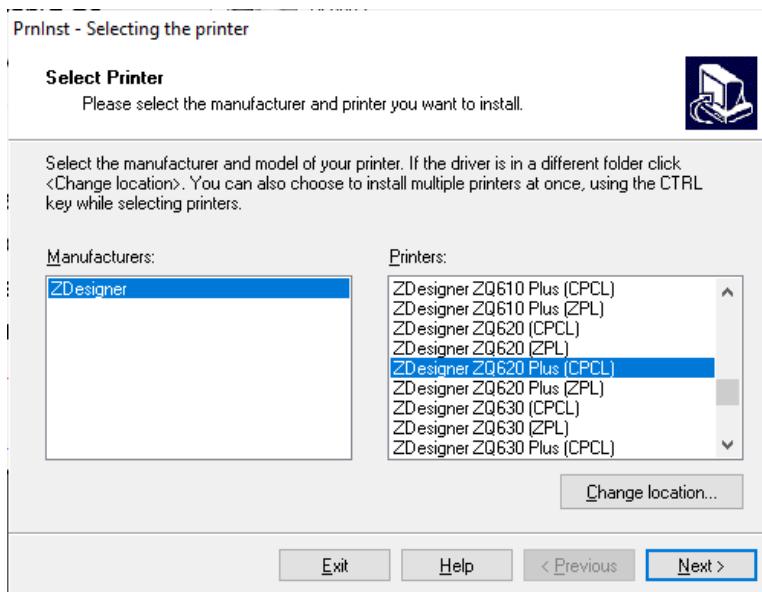 PrnInst - Selecting the printer
Select Printer
Please select the manufacturer and printer you want to install.
Select the manufacturer and model of your printer. If the driver is in a different folder click
<Change location>. You can also choose to install multiple printers at once, using the CTRL
key while selecting printers.
Manufacturers:
ZDesigner
Printers:
ZDesigner ZQ610 Plus (CPCL)
ZDesigner ZQ610 Plus (ZPL)
ZDesigner ZQ620 (CPCL)
ZDesigner ZQ620 (ZPL)
ZDesigner ZQ620 Plus (CPCL)
ZDesigner ZQ620 Plus (ZPL)
ZDesigner ZQ630 (CPCL)
ZDesigner ZQ630 (ZPL)
ZDesigner ZQ630 Plus (CPCL)
Change location...
Exit
Help
< Previous
Next >